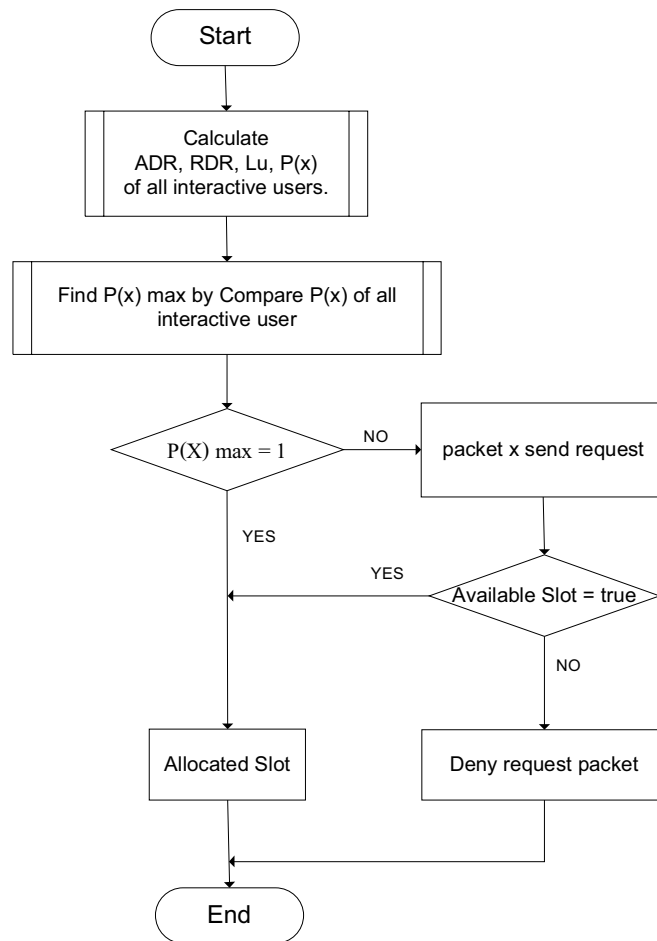 Start
Calculate
ADR, RDR, Lu, P(x)
of all interactive users.
Find P(x) max by Compare P(x) of all
interactive user
P(X) max = 1
NO
packet x send request
YES
YES
Available Slot = true
NO
Allocated Slot
Deny request packet
End